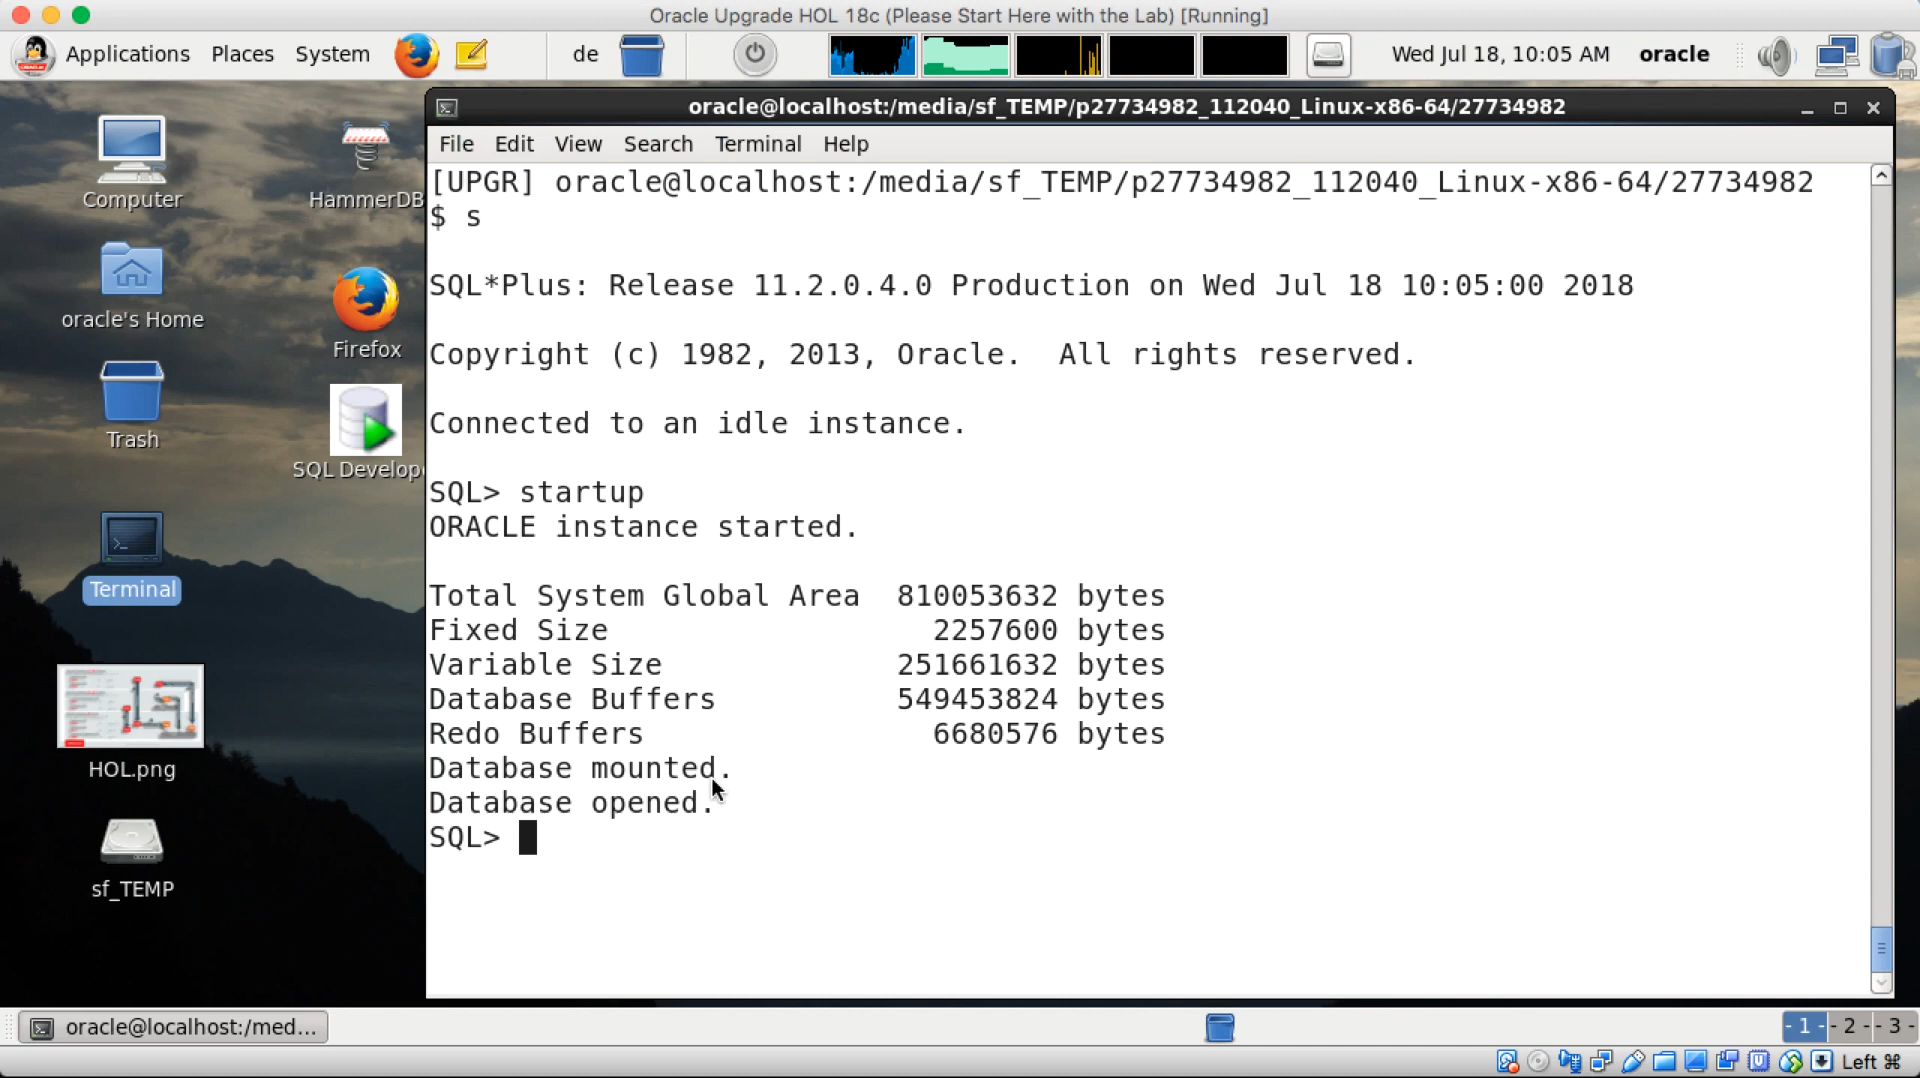 Oracle Upgrade HOL 18c (Please Start Here with the Lab) [Running]
Applications Places System de Wed Jul 18, 10:05 AM oracle
oracle@localhost:/media/sf_TEMP/p27734982_112040_Linux-x86-64/27734982
File Edit View Search Terminal Help
Computer
HammerDB
oracle's Home
Firefox
Trash
SQL Develope
Terminal
HOL.png
sf_TEMP
[UPGR] oracle@localhost:/media/sf_TEMP/p27734982_112040_Linux-x86-64/27734982
$ s
SQL*Plus: Release 11.2.0.4.0 Production on Wed Jul 18 10:05:00 2018
Copyright (c) 1982, 2013, Oracle.  All rights reserved.
Connected to an idle instance.
SQL> startup
ORACLE instance started.
Total System Global Area  810053632 bytes
Fixed Size                  2257600 bytes
Variable Size             251661632 bytes
Database Buffers          549453824 bytes
Redo Buffers                6680576 bytes
Database mounted.
Database opened.
SQL>
oracle@localhost:/med...
- 1 - - 2 - - 3 -
Left ⌘